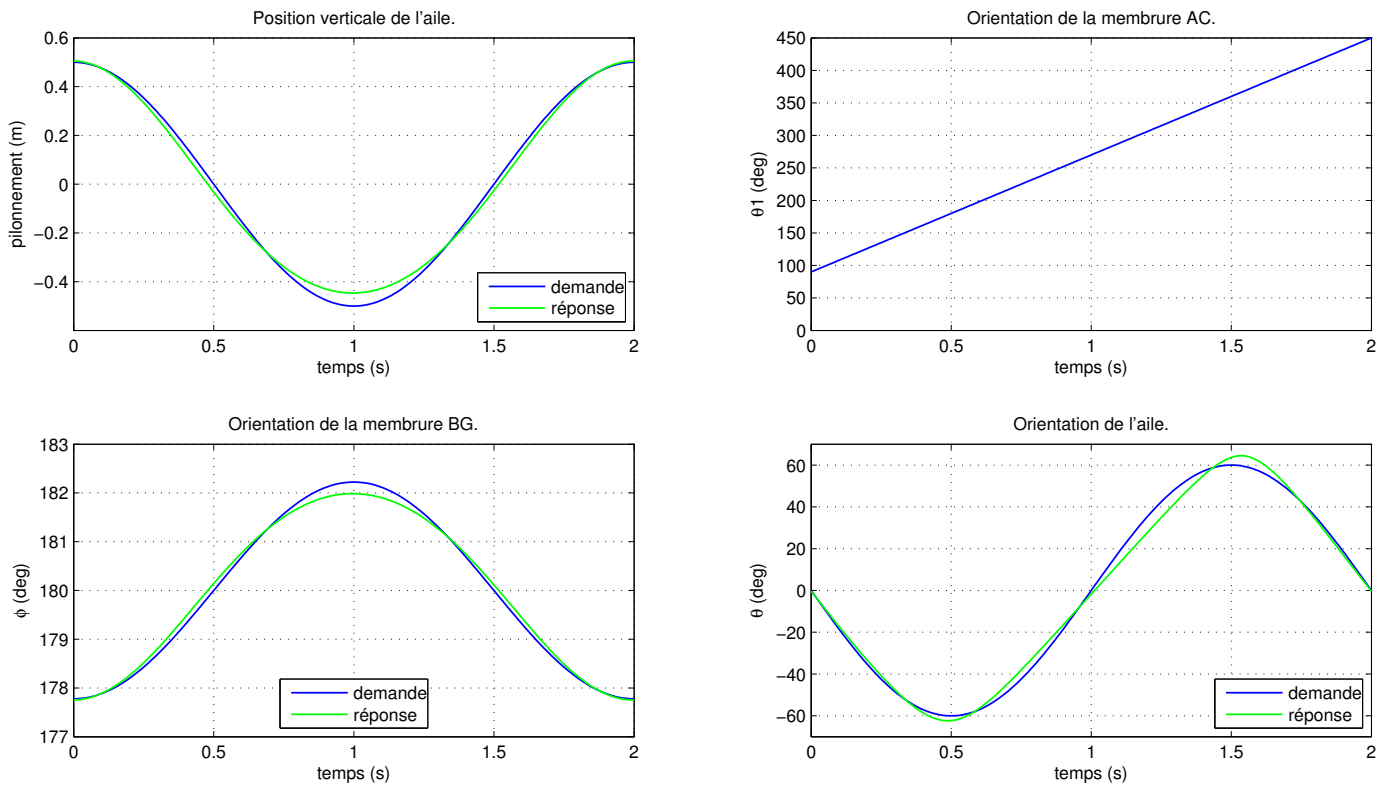 Position verticale de l'aile.
0.6
0.4
0.2
0
−0.2
−0.4
pilonnement (m)
demande
réponse
0
0.5
1
1.5
2
temps (s)
Orientation de la membrure AC.
450
400
350
300
250
200
150
100
50
0
θ1 (deg)
0
0.5
1
1.5
2
temps (s)
Orientation de la membrure BG.
183
182
181
180
179
178
177
ϕ (deg)
demande
réponse
0
0.5
1
1.5
2
temps (s)
Orientation de l'aile.
60
40
20
0
−20
−40
−60
θ (deg)
demande
réponse
0
0.5
1
1.5
2
temps (s)